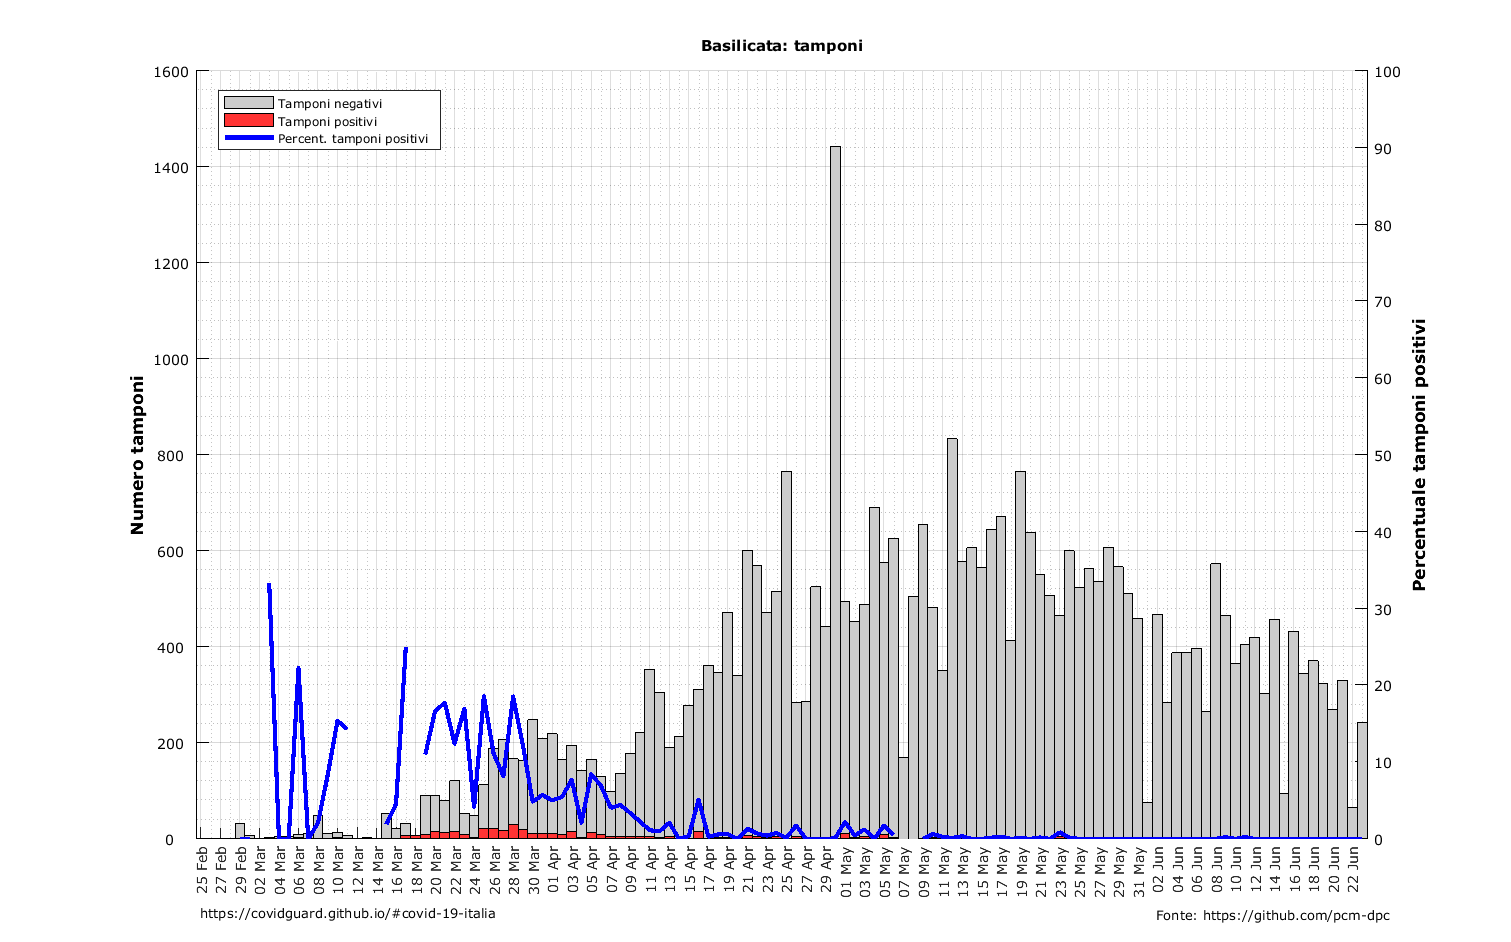 Basilicata: tamponi
Tamponi negativi
Tamponi positivi
Percent. tamponi positivi
Numero tamponi
0
200
400
600
800
1000
1200
1400
1600
Percentuale tamponi positivi
0
10
20
30
40
50
60
70
80
90
100
25 Feb
27 Feb
29 Feb
02 Mar
04 Mar
06 Mar
08 Mar
10 Mar
12 Mar
14 Mar
16 Mar
18 Mar
20 Mar
22 Mar
24 Mar
26 Mar
28 Mar
30 Mar
01 Apr
03 Apr
05 Apr
07 Apr
09 Apr
11 Apr
13 Apr
15 Apr
17 Apr
19 Apr
21 Apr
23 Apr
25 Apr
27 Apr
29 Apr
01 May
03 May
05 May
07 May
09 May
11 May
13 May
15 May
17 May
19 May
21 May
23 May
25 May
27 May
29 May
31 May
02 Jun
04 Jun
06 Jun
08 Jun
10 Jun
12 Jun
14 Jun
16 Jun
18 Jun
20 Jun
22 Jun
https://covidguard.github.io/#covid-19-italia
Fonte: https://github.com/pcm-dpc